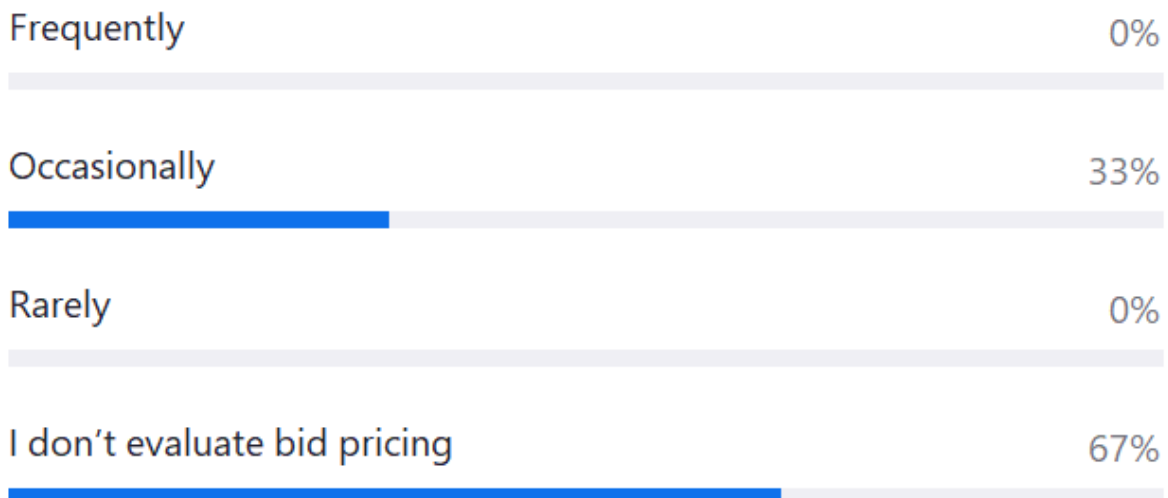 Frequently 0%
Occasionally 33%
Rarely 0%
I don’t evaluate bid pricing 67%